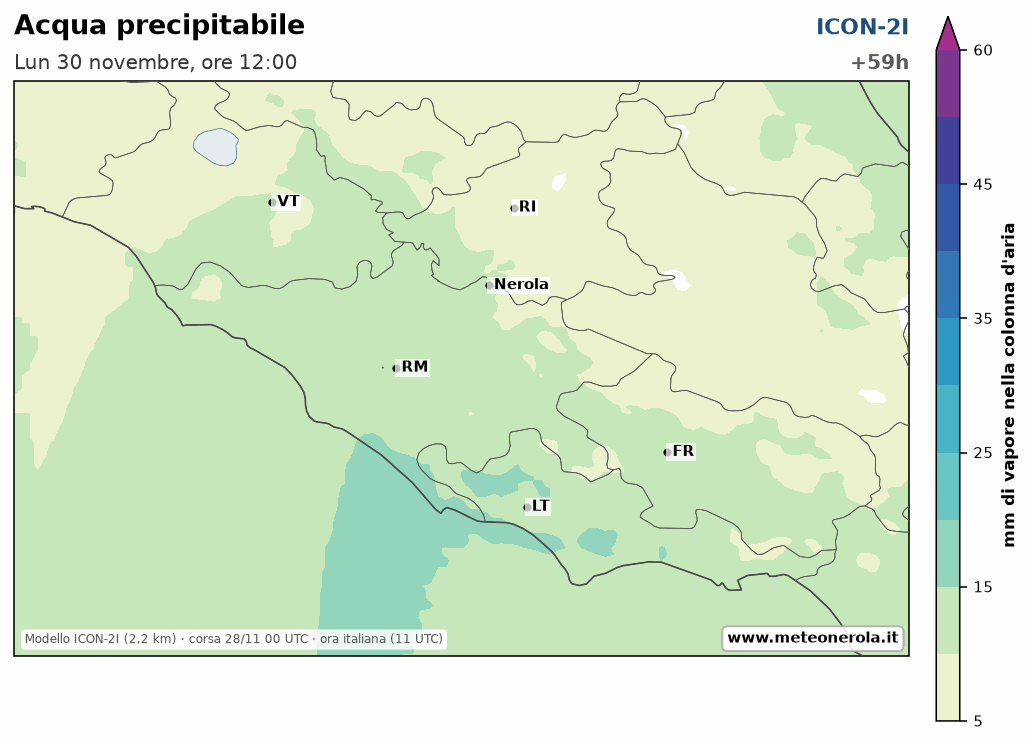 Acqua precipitabile
ICON-2I
Lun 30 novembre, ore 12:00
+59h
60
45
35
25
15
5
mm di vapore nella colonna d'aria
VT
RI
Nerola
RM
FR
LT
Modello ICON-2I (2,2 km) · corsa 28/11 00 UTC · ora italiana (11 UTC)
www.meteonerola.it